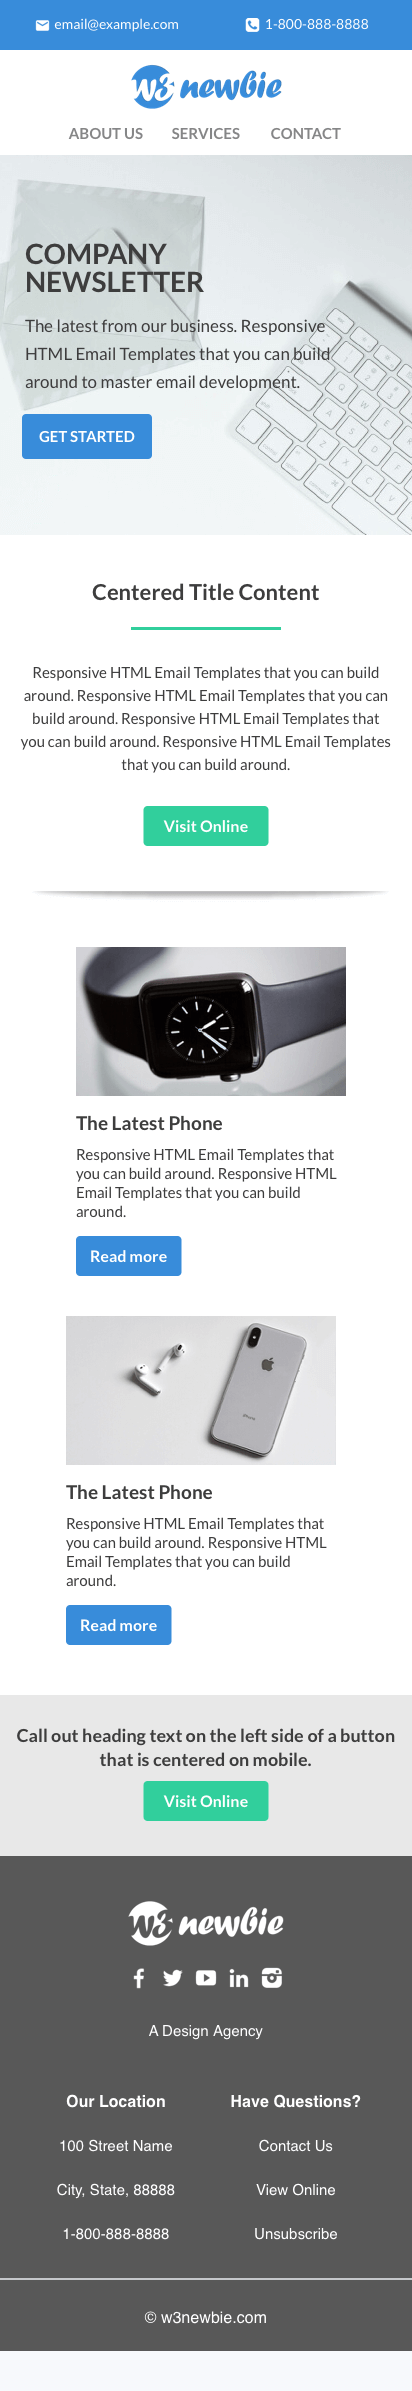 email@example.com
1-800-888-8888
w3 newbie
ABOUT US
SERVICES
CONTACT
COMPANY
NEWSLETTER
The latest from our business. Responsive
HTML Email Templates that you can build
around to master email development.
GET STARTED
Centered Title Content
Responsive HTML Email Templates that you can build
around. Responsive HTML Email Templates that you can
build around. Responsive HTML Email Templates that
you can build around. Responsive HTML Email Templates
that you can build around.
Visit Online
The Latest Phone
Responsive HTML Email Templates that
you can build around. Responsive HTML
Email Templates that you can build
around.
Read more
The Latest Phone
Responsive HTML Email Templates that
you can build around. Responsive HTML
Email Templates that you can build
around.
Read more
Call out heading text on the left side of a button
that is centered on mobile.
Visit Online
w3 newbie
A Design Agency
Our Location
100 Street Name
City, State, 88888
1-800-888-8888
Have Questions?
Contact Us
View Online
Unsubscribe
© w3newbie.com